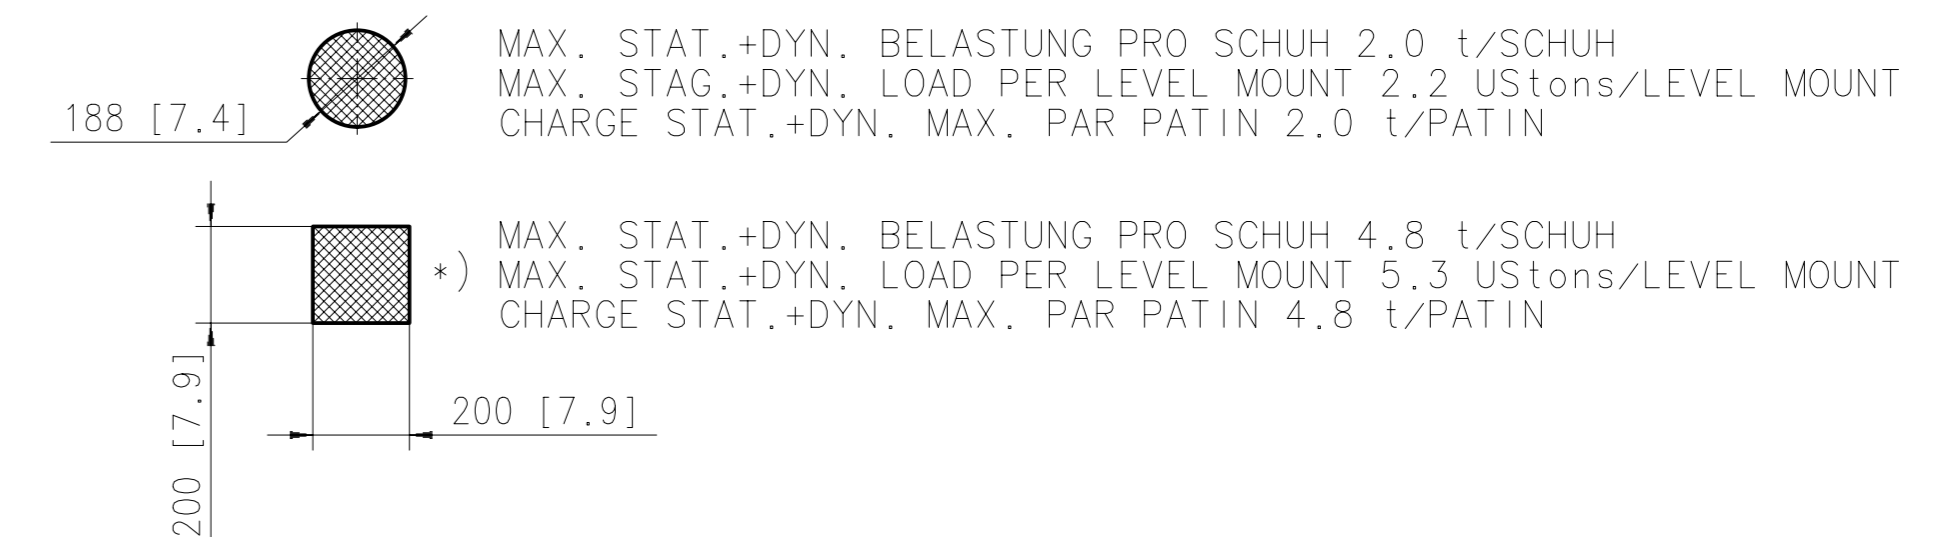 MAX. STAT.+DYN. BELASTUNG PRO SCHUH 2.0 t/SCHUH
MAX. STAG.+DYN. LOAD PER LEVEL MOUNT 2.2 UStons/LEVEL MOUNT
CHARGE STAT.+DYN. MAX. PAR PATIN 2.0 t/PATIN
188 [7.4]
MAX. STAT.+DYN. BELASTUNG PRO SCHUH 4.8 t/SCHUH
*) MAX. STAT.+DYN. LOAD PER LEVEL MOUNT 5.3 UStons/LEVEL MOUNT
CHARGE STAT.+DYN. MAX. PAR PATIN 4.8 t/PATIN
200 [7.9]
200 [7.9]